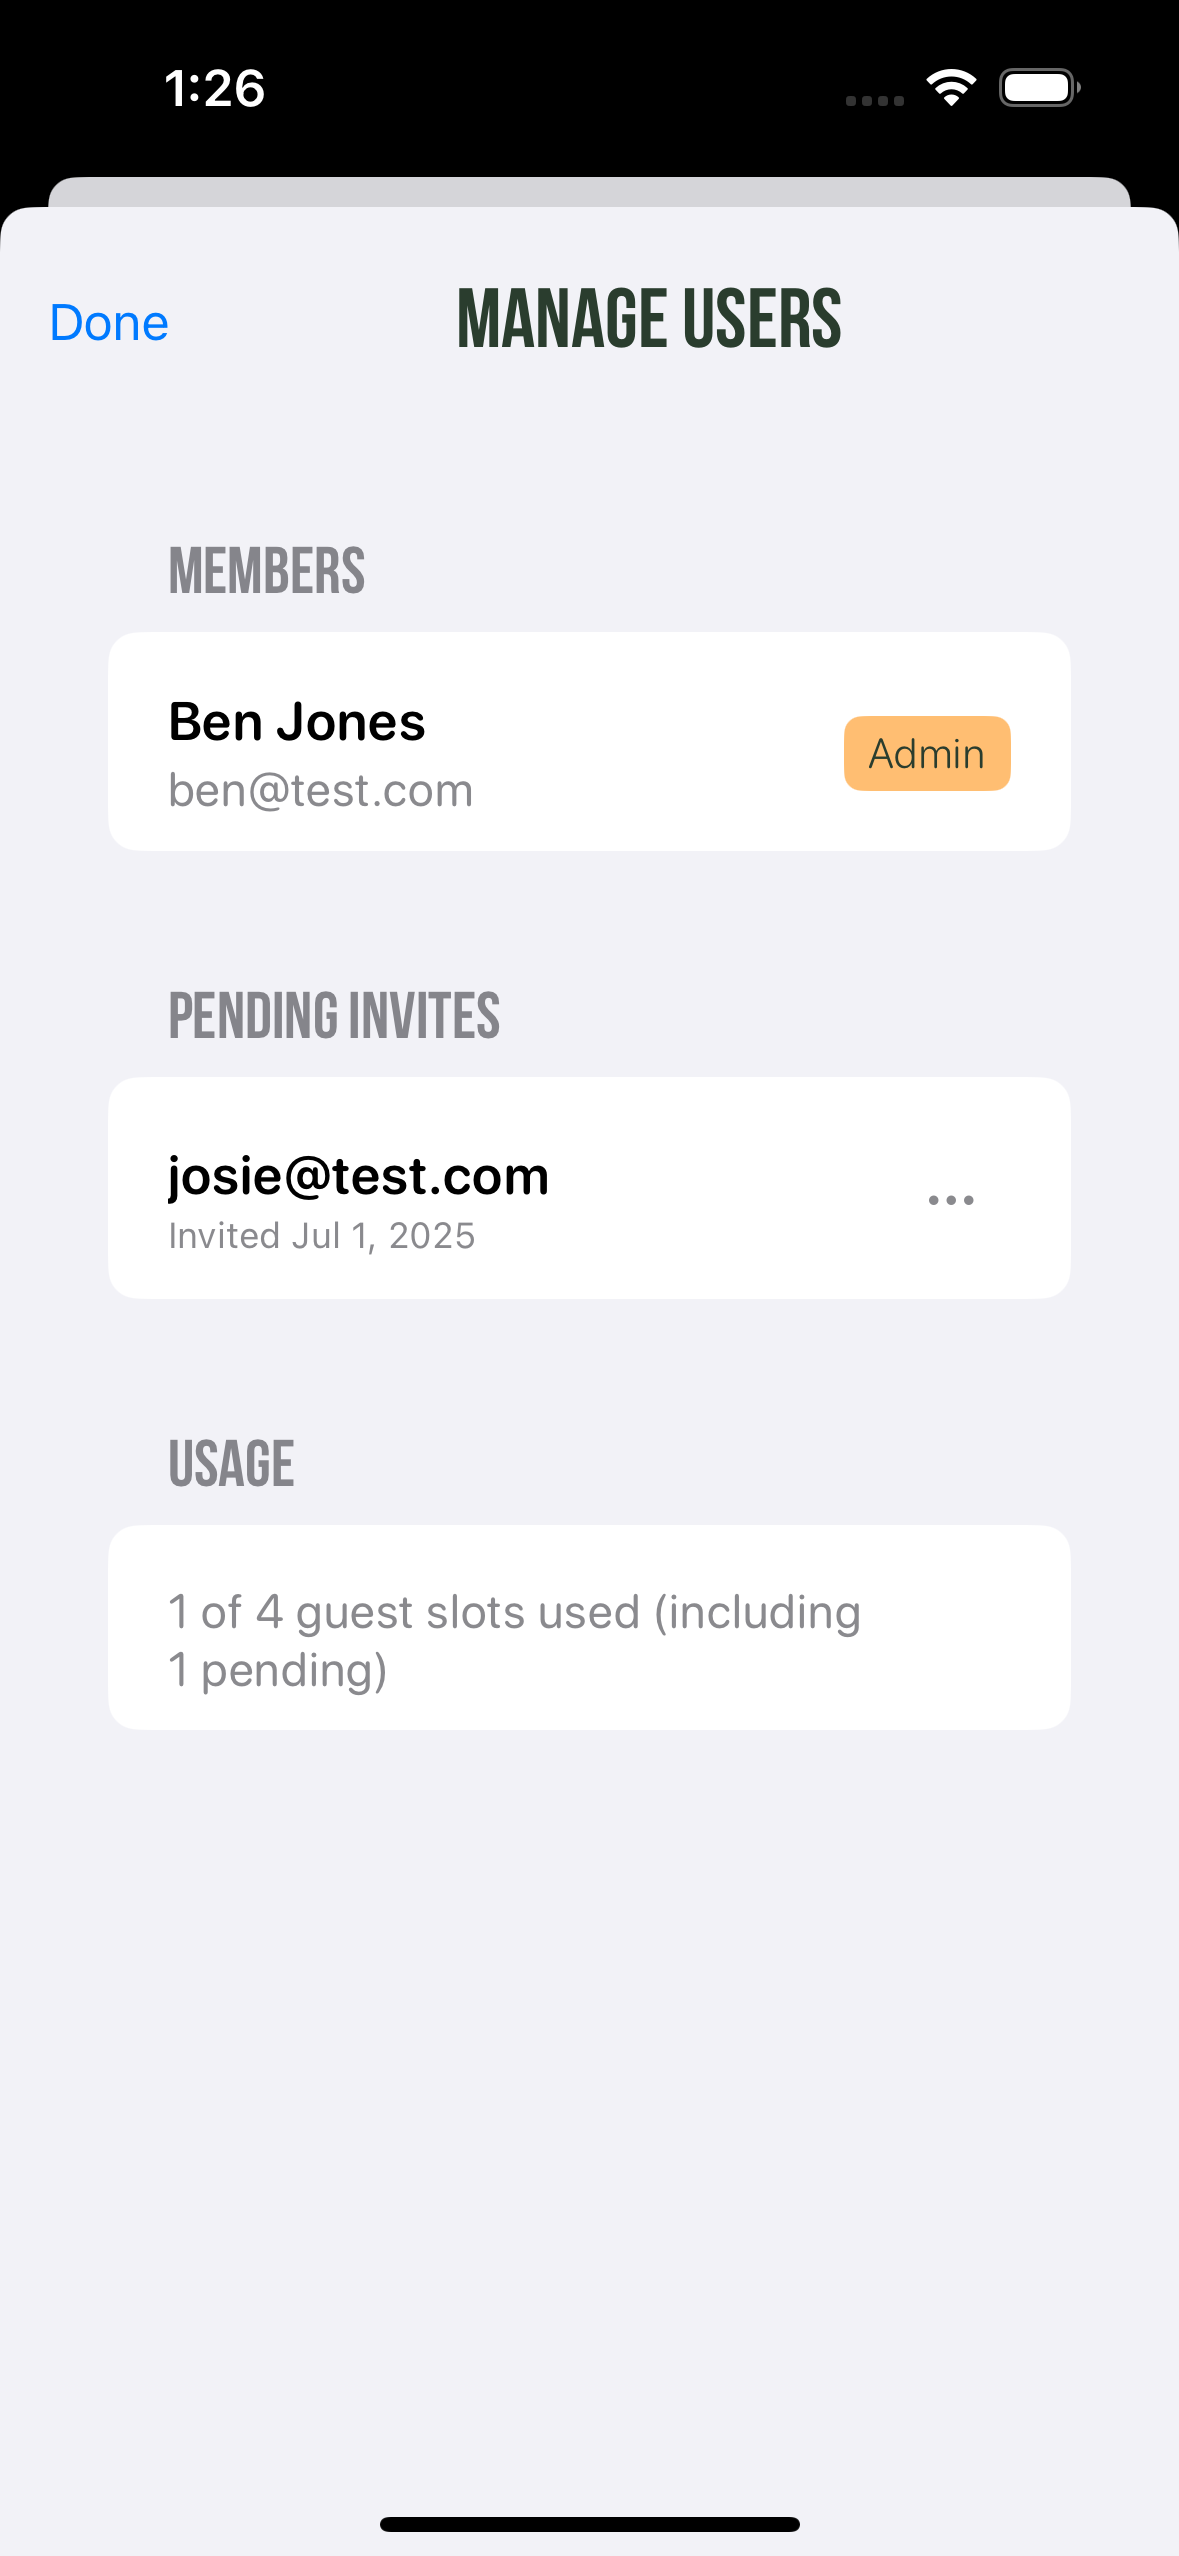 1:26
Done
MANAGE USERS
MEMBERS
Ben Jones
ben@test.com
Admin
PENDING INVITES
josie@test.com
Invited Jul 1, 2025
USAGE
1 of 4 guest slots used (including
1 pending)